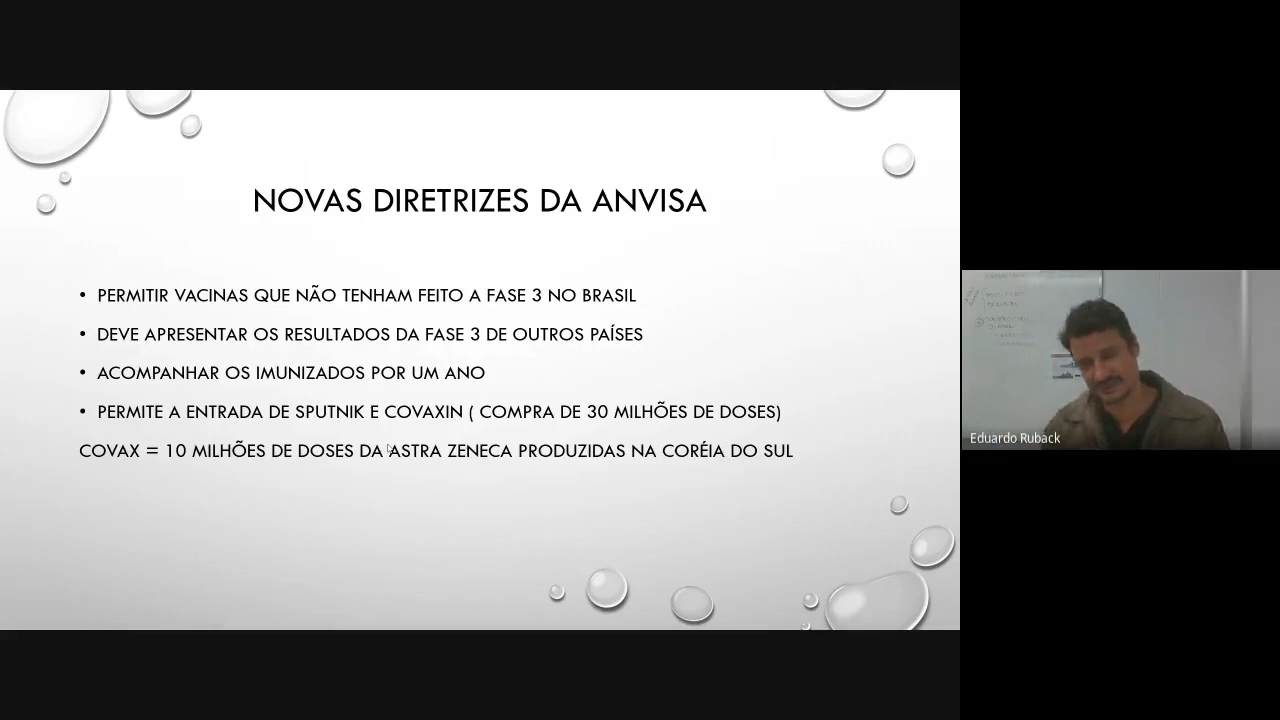 NOVAS DIRETRIZES DA ANVISA
• PERMITIR VACINAS QUE NÃO TENHAM FEITO A FASE 3 NO BRASIL
• DEVE APRESENTAR OS RESULTADOS DA FASE 3 DE OUTROS PAÍSES
• ACOMPANHAR OS IMUNIZADOS POR UM ANO
• PERMITE A ENTRADA DE SPUTNIK E COVAXIN ( COMPRA DE 30 MILHÕES DE DOSES)
COVAX = 10 MILHÕES DE DOSES DA ASTRA ZENECA PRODUZIDAS NA CORÉIA DO SUL
Eduardo Ruback